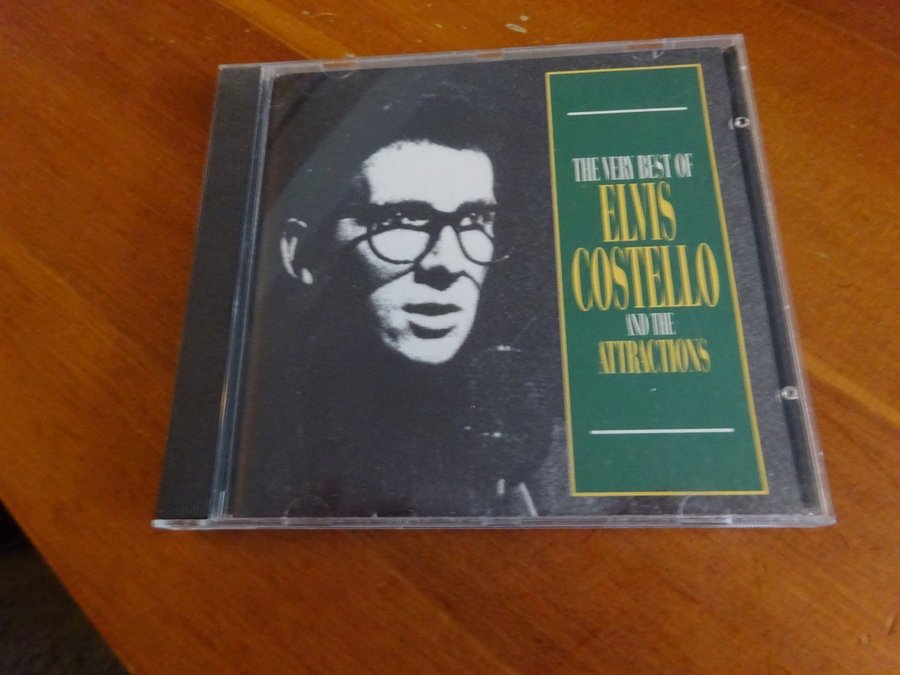 THE VERY BEST OF
ELVIS
COSTELLO
AND THE
ATTRACTIONS